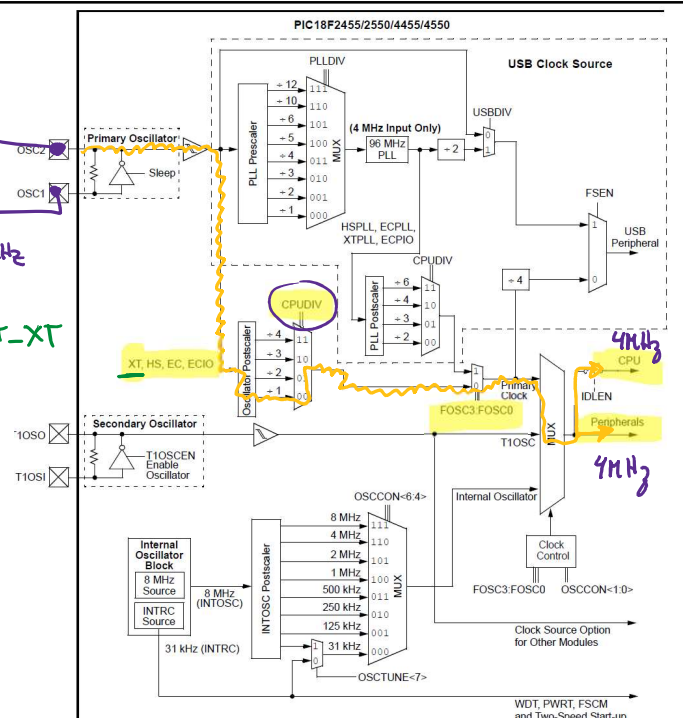 PIC18F2455/2550/4455/4550
PLLDIV
USB Clock Source
÷ 12 111
÷ 10 110
÷ 6 101
÷ 5 100
÷ 4 011
÷ 3 010
÷ 2 001
÷ 1 000
PLL Prescaler
MUX
(4 MHz Input Only)
96 MHz
PLL
÷ 2
USBDIV
0
1
Primary Oscillator
OSC2
Sleep
OSC1
FSEN
1
USB
Peripheral
0
÷ 4
HSPLL, ECPLL,
XTPLL, ECPIO
CPUDIV
PLL Postscaler
÷ 6 11
÷ 4 10
÷ 3 01
÷ 2 00
CPUDIV
Oscillator Postscaler
÷ 4 11
÷ 3 10
÷ 2 01
÷ 1 00
XT, HS, EC, ECIO
1
0
Primary
Clock
FOSC3:FOSC0
4MHz
CPU
IDLEN
Peripherals
4MHz
MUX
Secondary Oscillator
T1OSO
T1OSCEN
Enable
Oscillator
T1OSI
T1OSC
OSCCON<6:4>
Internal Oscillator
Internal
Oscillator
Block
8 MHz
Source
INTRC
Source
8 MHz
(INTOSC)
31 kHz (INTRC)
INTOSC Postscaler
8 MHz 111
4 MHz 110
2 MHz 101
1 MHz 100
500 kHz 011
250 kHz 010
125 kHz 001
31 kHz 000
1
0
MUX
OSCTUNE<7>
Clock
Control
FOSC3:FOSC0 OSCCON<1:0>
Clock Source Option
for Other Modules
WDT, PWRT, FSCM
and Two-Speed Start-up
Hz
T_XT